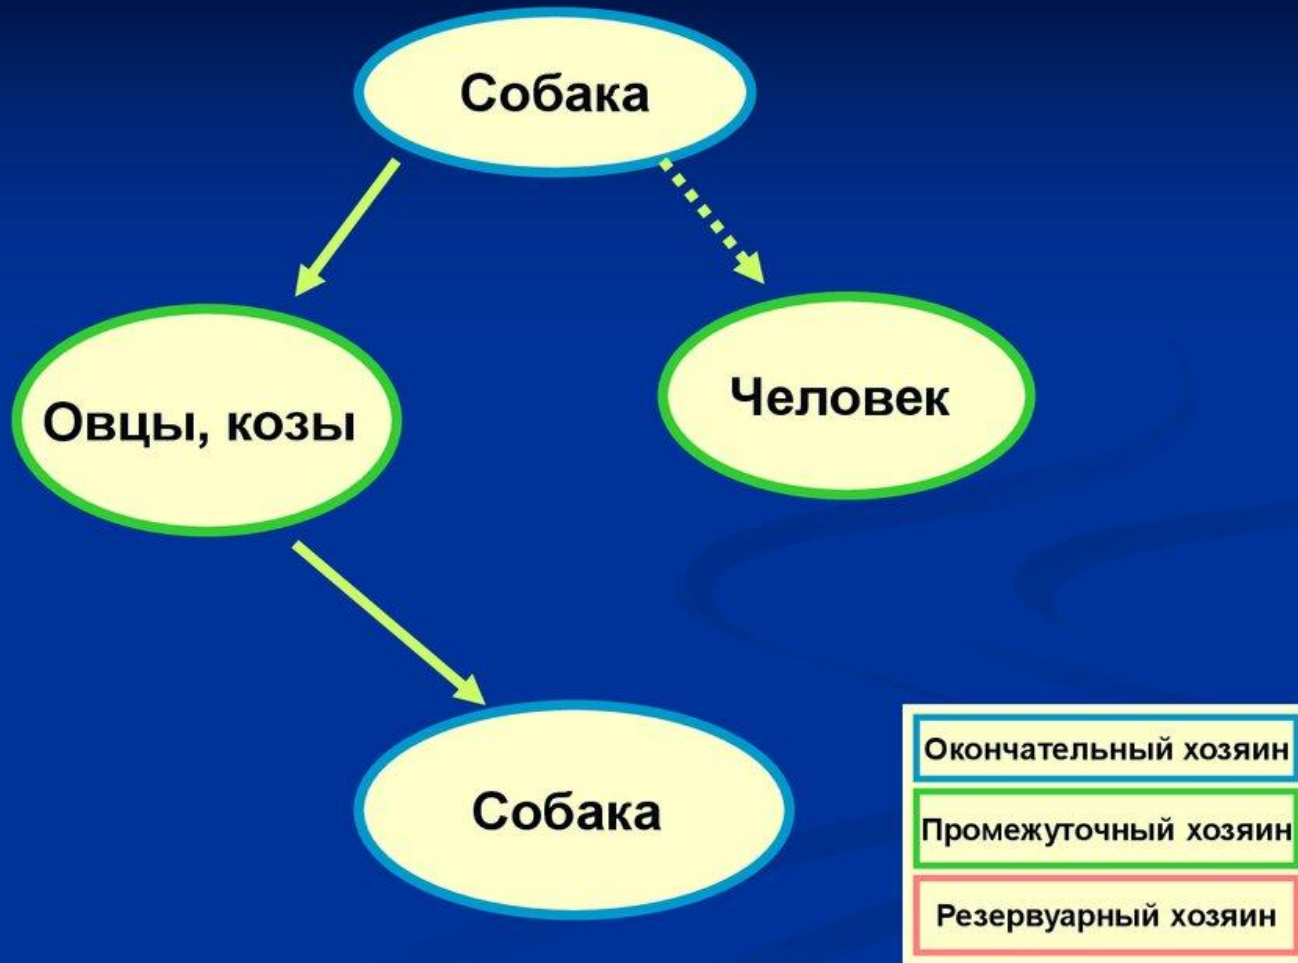 Собака
Овцы, козы
Человек
Собака
Окончательный хозяин
Промежуточный хозяин
Резервуарный хозяин